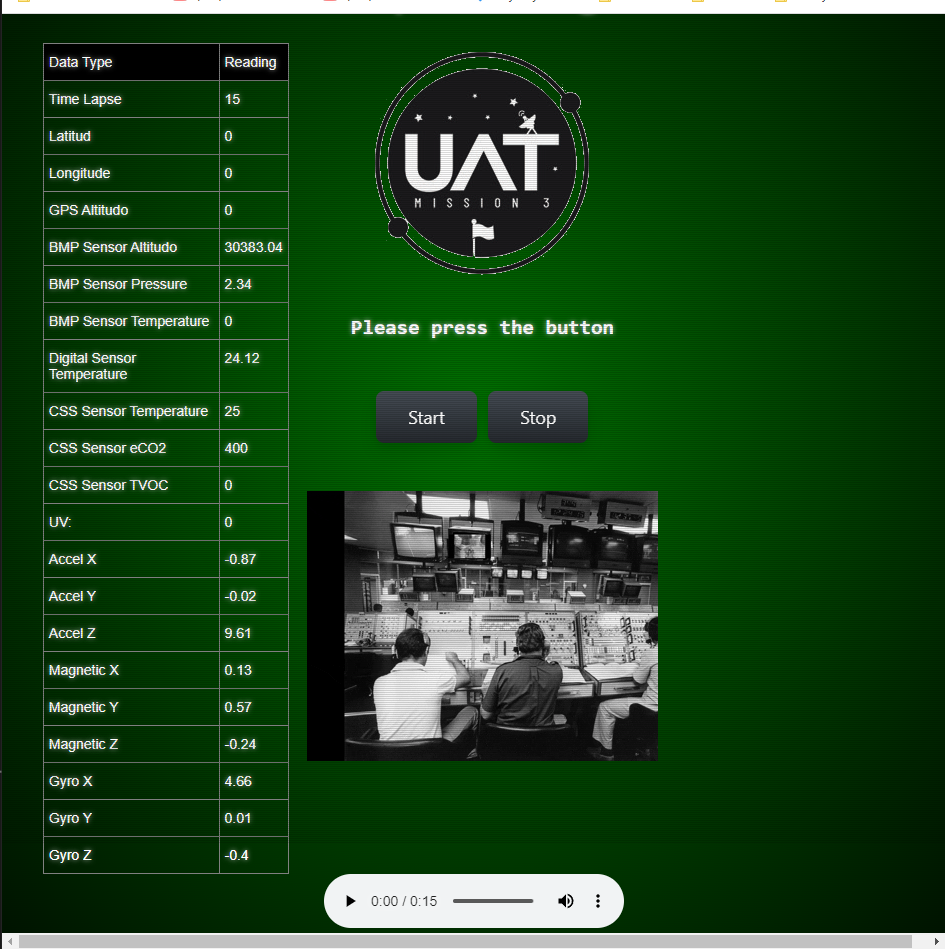 Data Type Reading
Time Lapse 15
Latitud 0
Longitude 0
GPS Altitudo 0
BMP Sensor Altitudo 30383.04
BMP Sensor Pressure 2.34
BMP Sensor Temperature 0
Digital Sensor 24.12
Temperature
CSS Sensor Temperature 25
CSS Sensor eCO2 400
CSS Sensor TVOC 0
UV: 0
Accel X -0.87
Accel Y -0.02
Accel Z 9.61
Magnetic X 0.13
Magnetic Y 0.57
Magnetic Z -0.24
Gyro X 4.66
Gyro Y 0.01
Gyro Z -0.4
UAT
MISSION 3
Please press the button
Start Stop
0:00 / 0:15